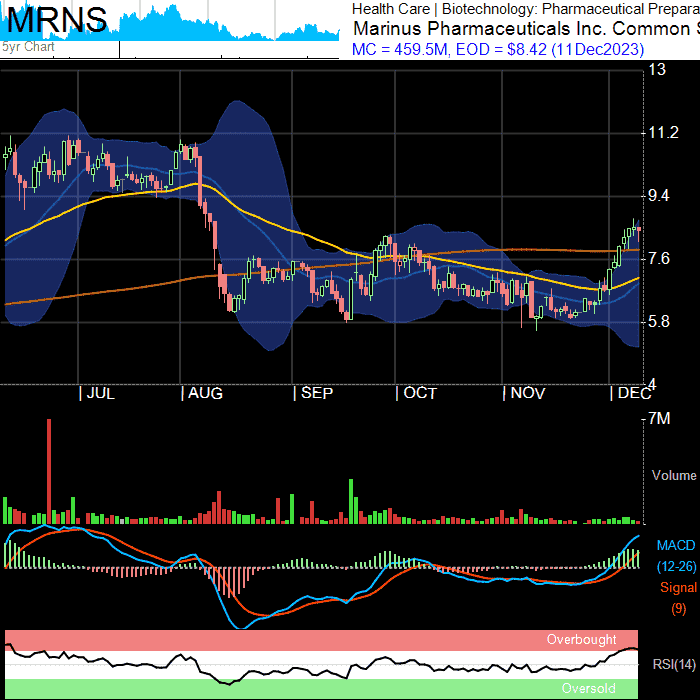 MRNS
5yr Chart
Health Care | Biotechnology: Pharmaceutical Prepara
Marinus Pharmaceuticals Inc. Common S
MC = 459.5M, EOD = $8.42 (11Dec2023)
13
11.2
9.4
7.6
5.8
4
JUL AUG SEP OCT NOV DEC
7M
Volume
MACD
(12-26)
Signal
(9)
Overbought
RSI(14)
Oversold